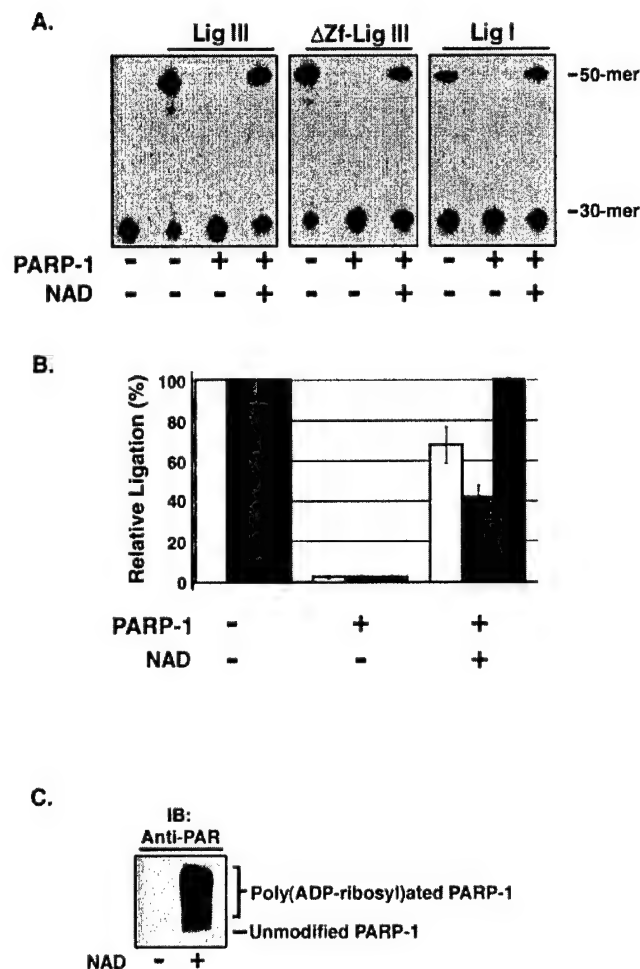 A.
Lig III ΔZf-Lig III Lig I
-50-mer
-30-mer
PARP-1 - - + + - + + - + +
NAD - - - + - - + - - +
B.
Relative Ligation (%)
100
80
60
40
20
0
PARP-1 - + +
NAD - - +
C.
IB:
Anti-PAR
Poly(ADP-ribosyl)ated PARP-1
Unmodified PARP-1
NAD - +